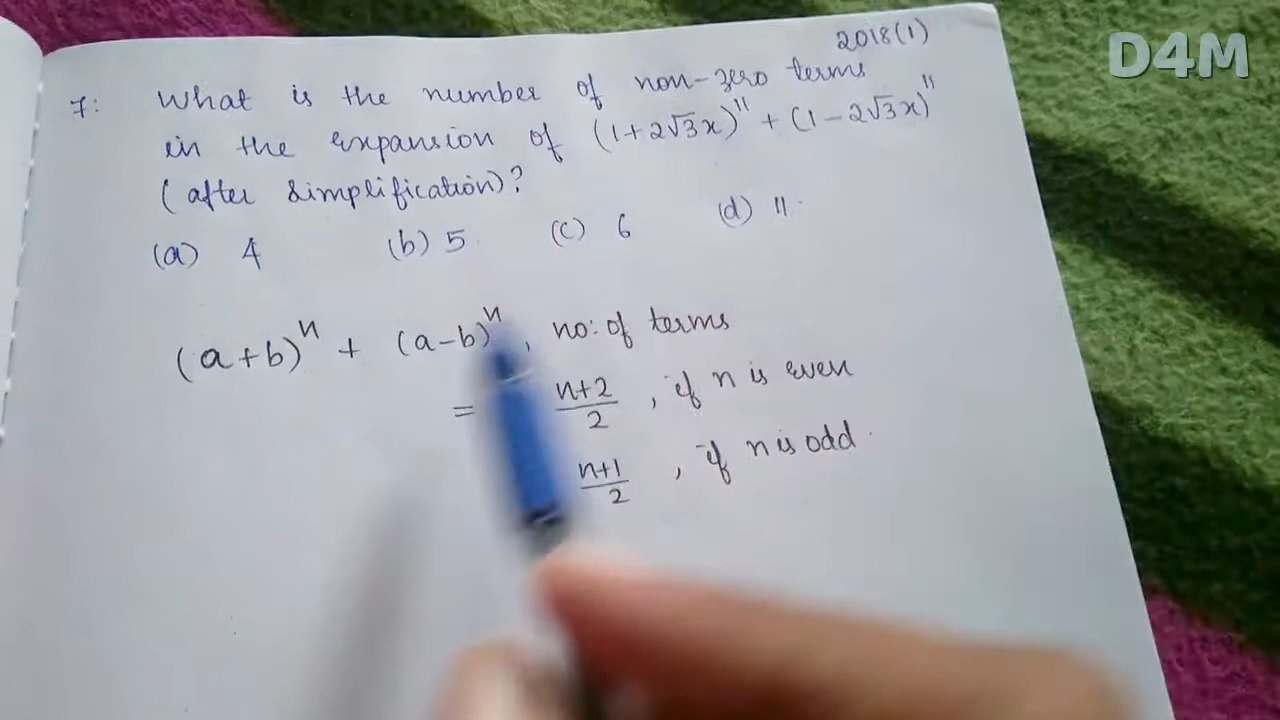 2018(1)
D4M
7: What is the number of non-zero terms
in the expansion of (1+2√3x)¹¹ + (1-2√3x)¹¹
(after simplification)?
(a) 4 (b) 5 (c) 6 (d) 11.
(a+b)ⁿ + (a-b)ⁿ, no: of terms
= n+2/2, if n is even
n+1/2, if n is odd.